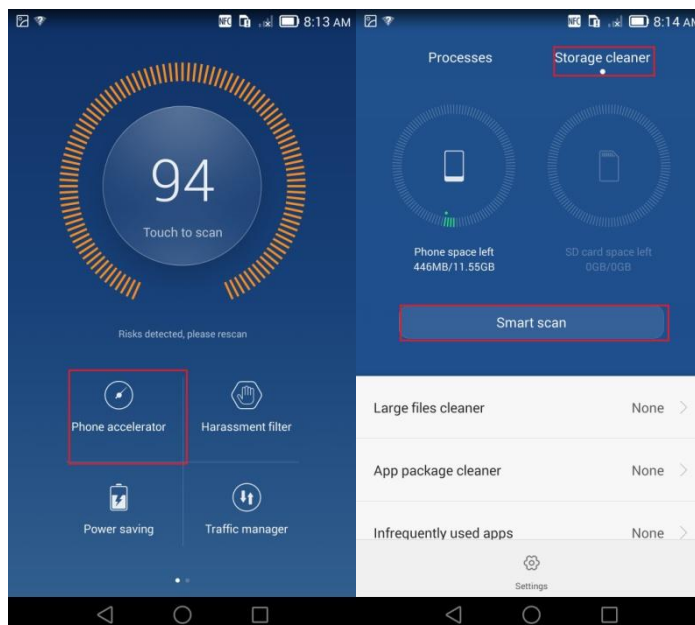 NFC
8:13 AM
94
Touch to scan
Risks detected, please rescan
Phone accelerator
Harassment filter
Power saving
Traffic manager
NFC
8:14 AM
Processes
Storage cleaner
Phone space left
446MB/11.55GB
SD card space left
0GB/0GB
Smart scan
Large files cleaner
None
App package cleaner
None
Infrequently used apps
None
Settings